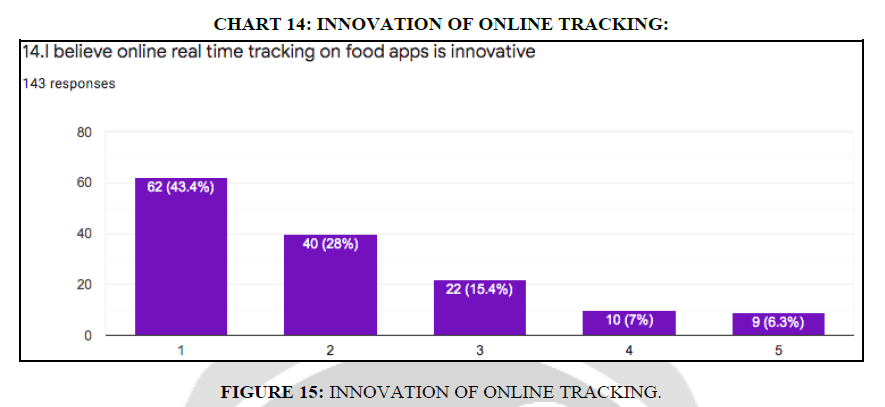 CHART 14: INNOVATION OF ONLINE TRACKING:
14.I believe online real time tracking on food apps is innovative
143 responses
80
60
40
20
0
62 (43.4%)
40 (28%)
22 (15.4%)
10 (7%)
9 (6.3%)
1 2 3 4 5
FIGURE 15: INNOVATION OF ONLINE TRACKING.